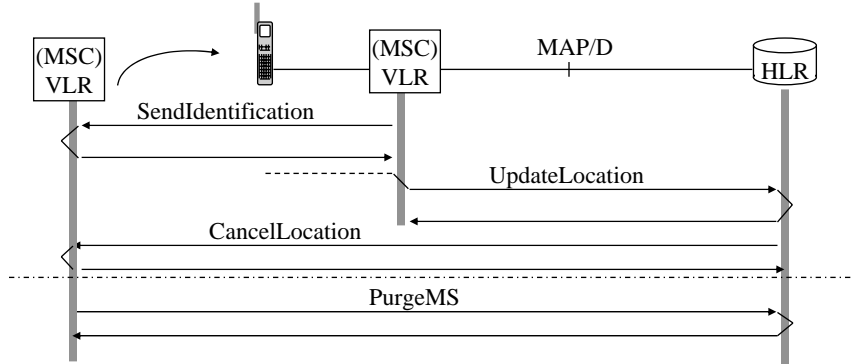 (MSC)
VLR
(MSC)
VLR
MAP/D
HLR
SendIdentification
UpdateLocation
CancelLocation
PurgeMS